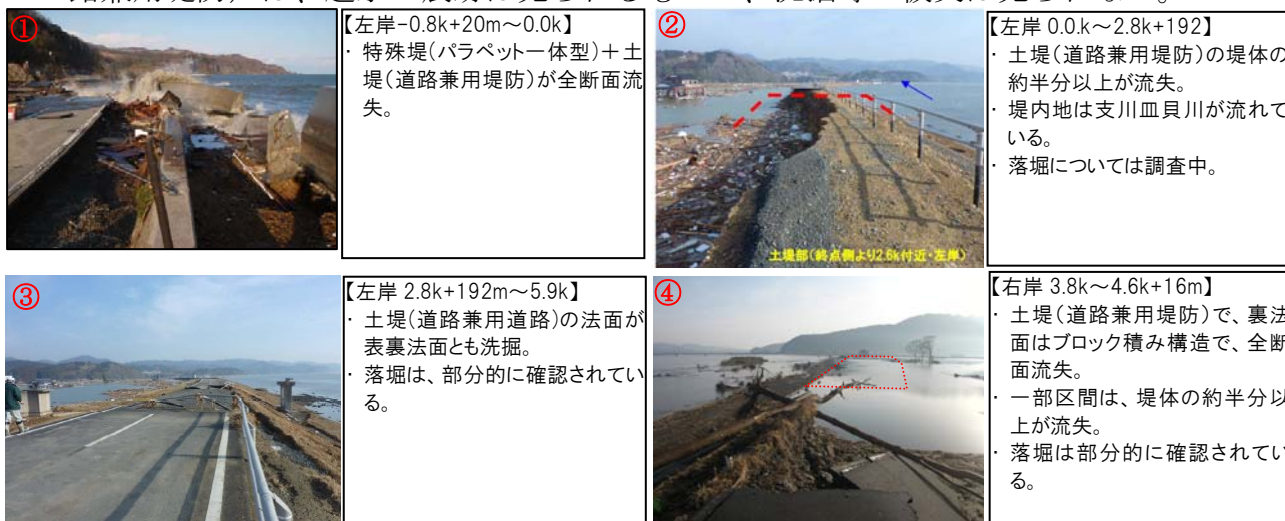 ①
【左岸-0.8k+20m~0.0k】
・ 特殊堤(パラペット一体型)+土
堤(道路兼用堤防)が全断面流
失。
②
土堤部(終点側より2.6k付近・左岸)
【左岸 0.0.k~2.8k+192】
・ 土堤(道路兼用堤防)の堤体の
約半分以上が流失。
・ 堤内地は支川皿貝川が流れて
いる。
・ 落堀については調査中。
③
【左岸 2.8k+192m~5.9k】
・ 土堤(道路兼用道路)の法面が
表裏法面とも洗掘。
・ 落堀は、部分的に確認されてい
る。
④
【右岸 3.8k~4.6k+16m】
・ 土堤(道路兼用堤防)で、裏法
面はブロック積み構造で、全断
面流失。
・ 一部区間は、堤体の約半分以
上が流失。
・ 落堀は部分的に確認されてい
る。